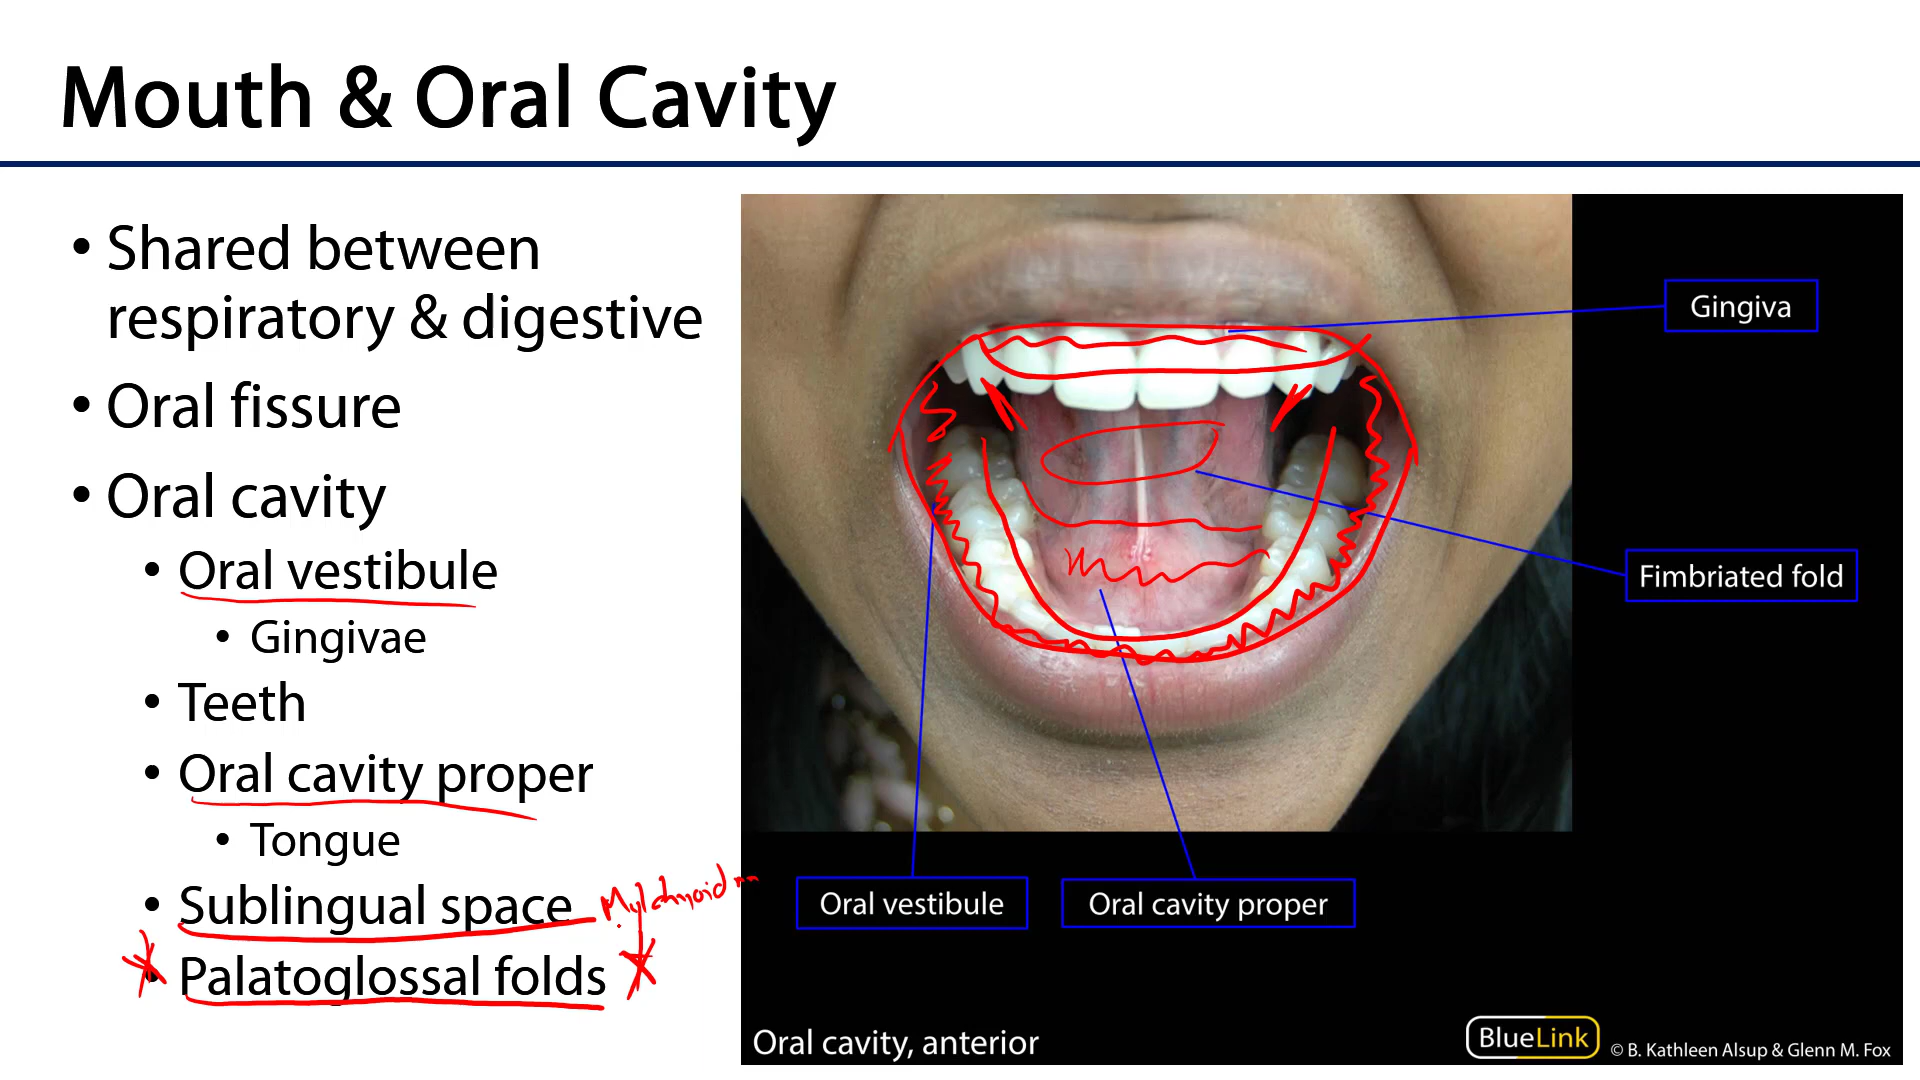 Mouth & Oral Cavity
• Shared between
respiratory & digestive
• Oral fissure
• Oral cavity
• Oral vestibule
• Gingivae
• Teeth
• Oral cavity proper
• Tongue
• Sublingual space
• Palatoglossal folds
Gingiva
Fimbriated fold
Oral vestibule
Oral cavity proper
Oral cavity, anterior
BlueLink
© B. Kathleen Alsup & Glenn M. Fox